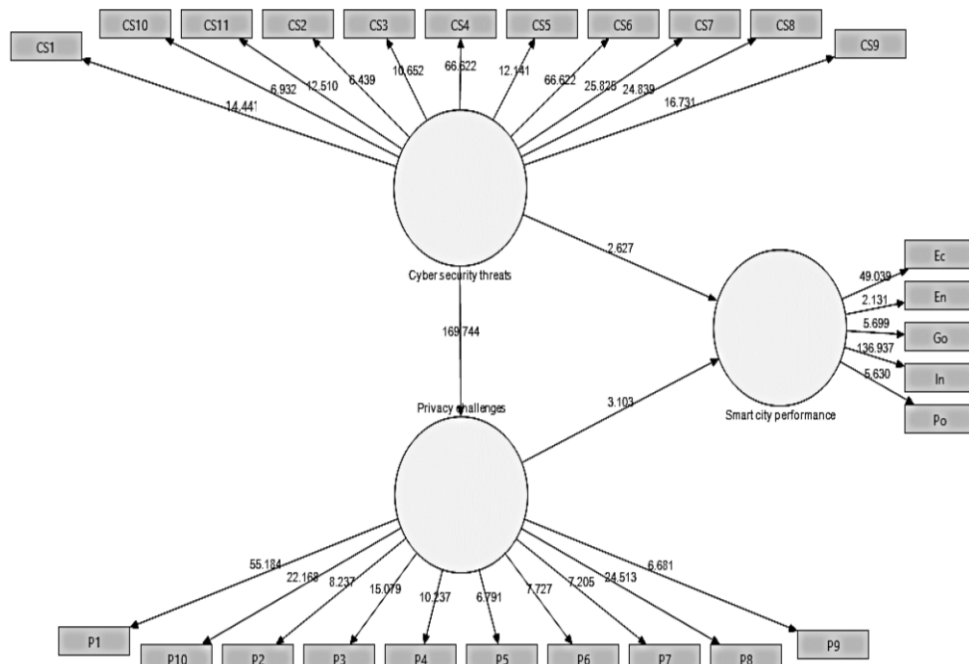 CS1
CS10
CS11
CS2
CS3
CS4
CS5
CS6
CS7
CS8
CS9
14.441
6.932
12.510
6.439
10.652
66.622
12.141
66.622
25.825
24.839
16.731
Cyber security threats
2.627
169.744
Privacy challenges
3.103
Smart city performance
49.039
2.131
5.699
136.937
5.630
Ec
En
Go
In
Po
55.184
22.168
8.237
15.079
10.237
6.791
7.727
7.205
24.513
6.681
P1
P10
P2
P3
P4
P5
P6
P7
P8
P9